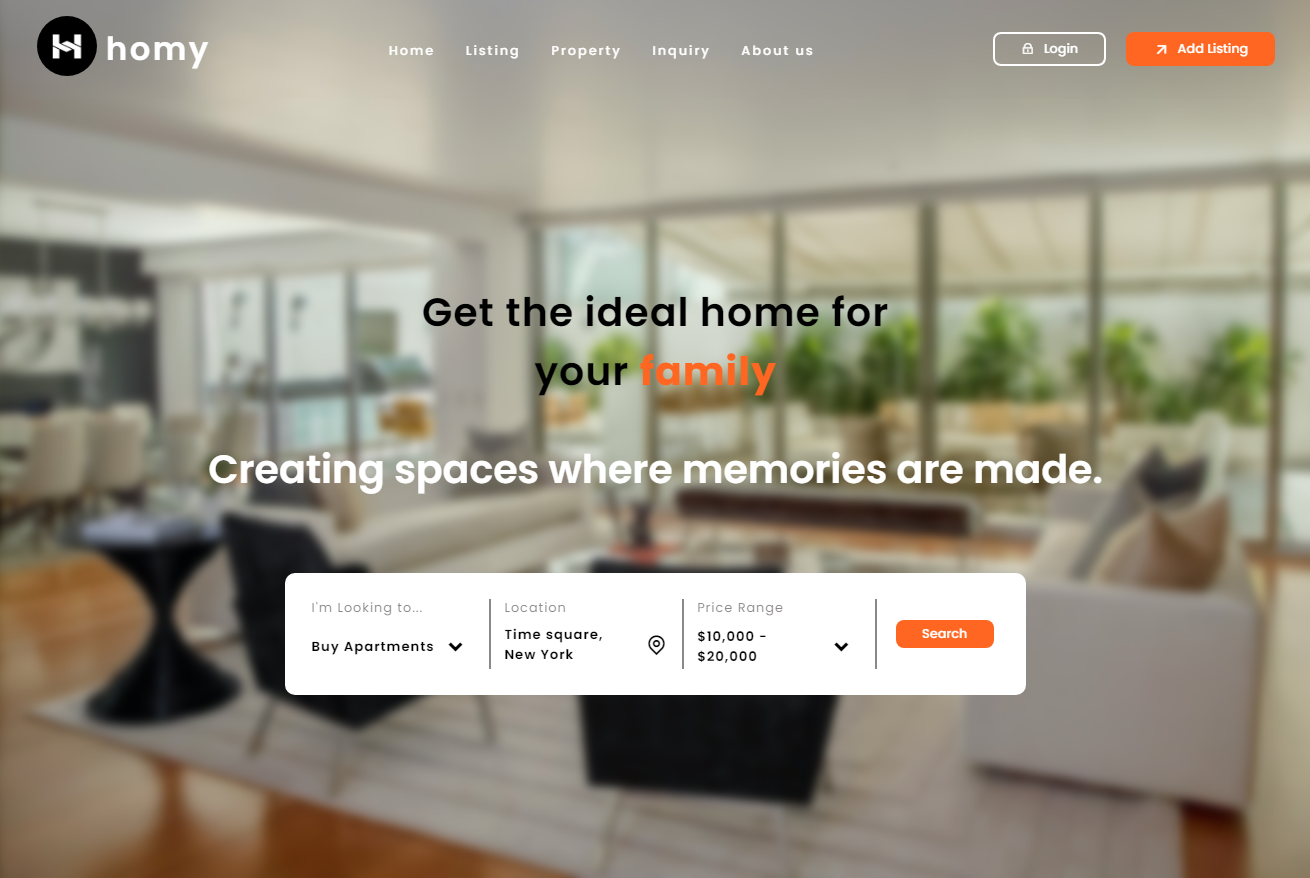 homy
Home Listing Property Inquiry About us
Login
Add Listing
Get the ideal home for
your family
Creating spaces where memories are made.
I'm Looking to...
Buy Apartments
Location
Time square,
New York
Price Range
$10,000 -
$20,000
Search